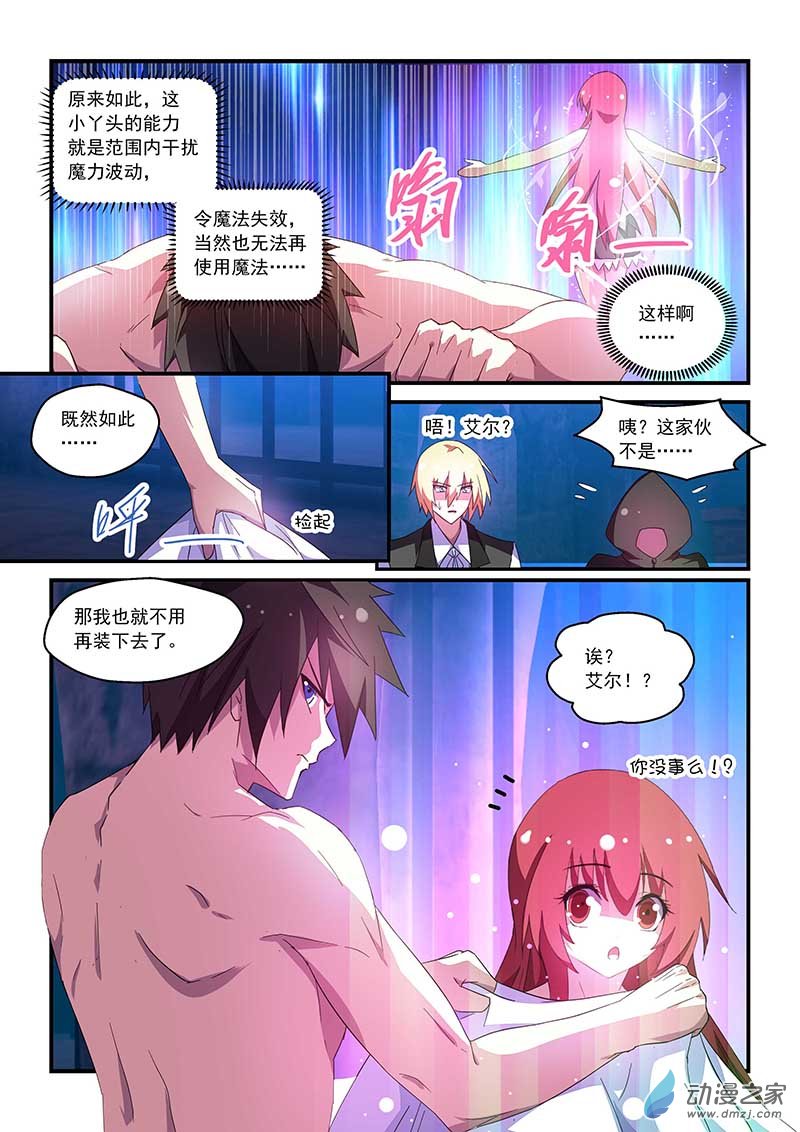 原来如此，这
小丫头的能力
就是范围内干扰
魔力波动，
令魔法失效，
当然也无法再
使用魔法……
嗡
嗡——
这样啊
……
既然如此
……
呼——
捡起
唔！艾尔？
咦？这家伙
不是……
那我也就不用
再装下去了。
诶？
艾尔！？
你没事么！？
动漫之家
www.dmzj.com